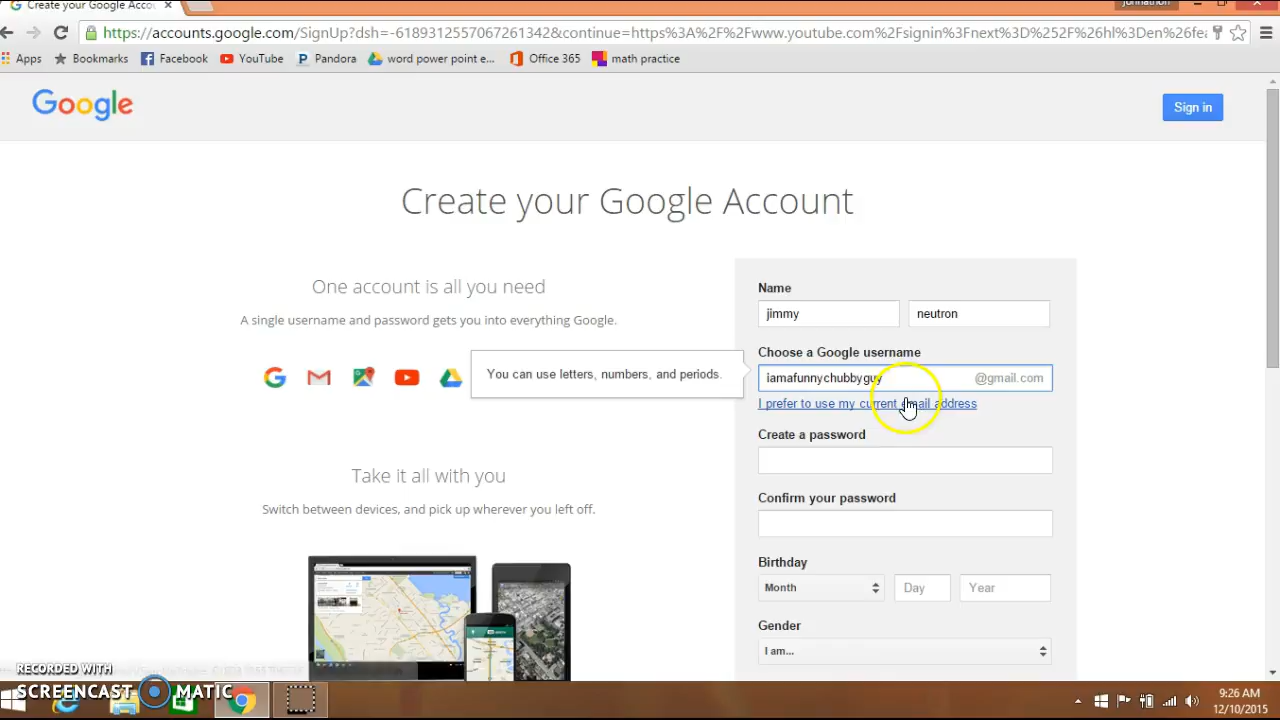 Create your Google Acco
Johnathon
https://accounts.google.com/SignUp?dsh=-6189312557067261342&continue=https%3A%2F%2Fwww.youtube.com%2Fsignin%3Fnext%3D%252F%26hl%3Den%26fea
Apps Bookmarks Facebook YouTube Pandora word power point e... Office 365 math practice
Google
Sign in
Create your Google Account
One account is all you need
A single username and password gets you into everything Google.
Name
jimmy neutron
Choose a Google username
You can use letters, numbers, and periods.
iamafunnychubbyguy @gmail.com
I prefer to use my current email address
Create a password
Take it all with you
Switch between devices, and pick up wherever you left off.
Confirm your password
Birthday
Month Day Year
Gender
I am...
RECORDED WITH
SCREENCAST MATIC
9:26 AM
12/10/2015